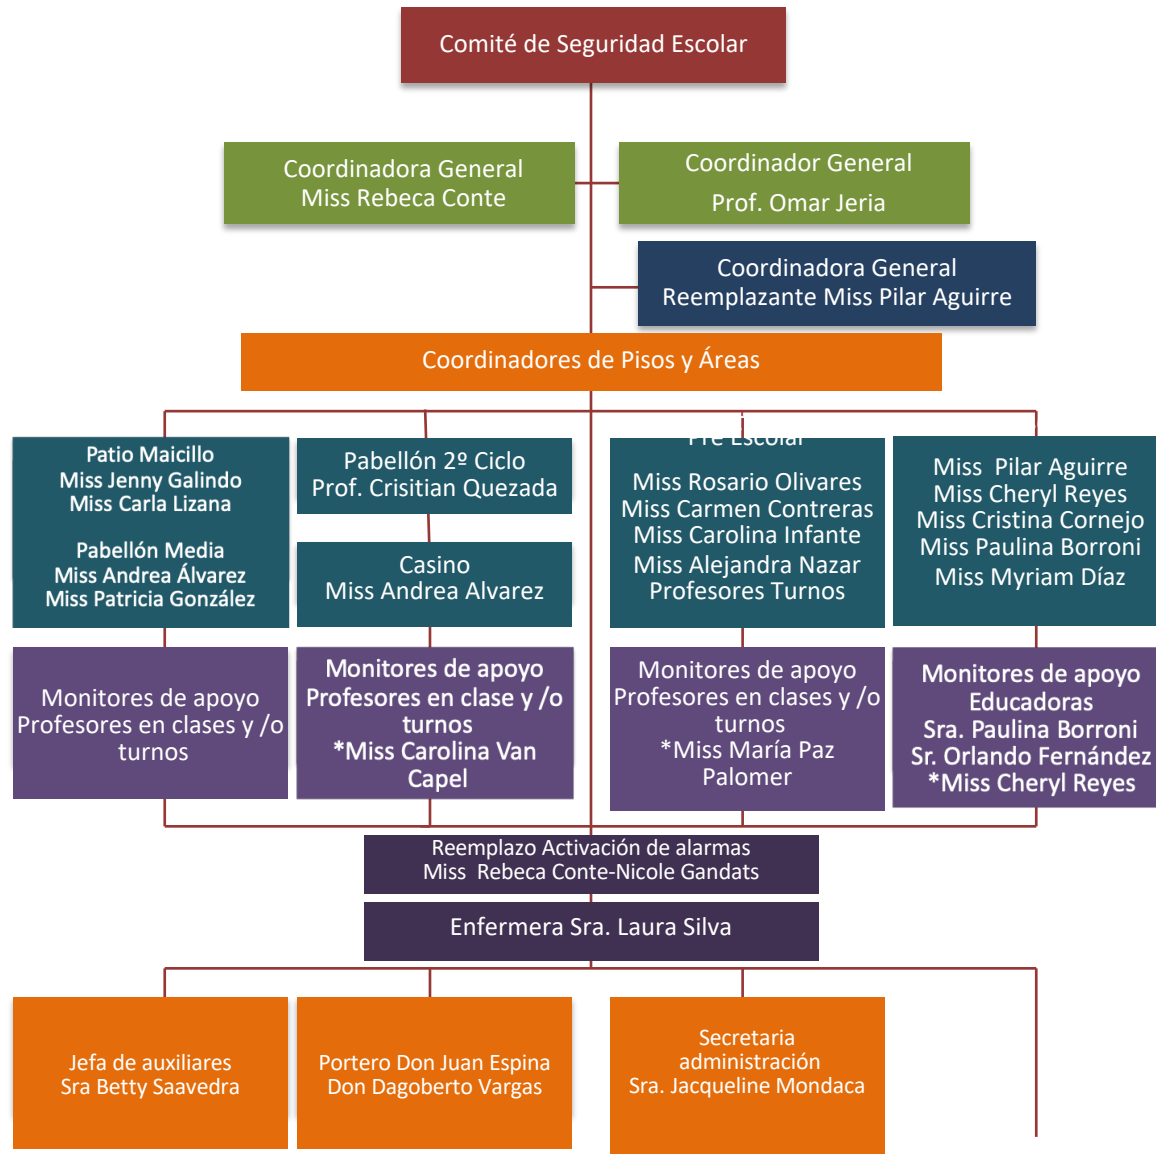 Comité de Seguridad Escolar
Coordinadora General
Miss Rebeca Conte
Coordinador General
Prof. Omar Jeria
Coordinadora General
Reemplazante Miss Pilar Aguirre
Coordinadores de Pisos y Áreas
Patio Maicillo
Miss Jenny Galindo
Miss Carla Lizana
Pabellón Media
Miss Andrea Álvarez
Miss Patricia González
Pabellón 2º Ciclo
Prof. Crisitian Quezada
Casino
Miss Andrea Alvarez
Pre Escolar
Miss Rosario Olivares
Miss Carmen Contreras
Miss Carolina Infante
Miss Alejandra Nazar
Profesores Turnos
Miss Pilar Aguirre
Miss Cheryl Reyes
Miss Cristina Cornejo
Miss Paulina Borroni
Miss Myriam Díaz
Monitores de apoyo
Profesores en clases y /o
turnos
Monitores de apoyo
Profesores en clase y /o
turnos
*Miss Carolina Van
Capel
Monitores de apoyo
Profesores en clases y /o
turnos
*Miss María Paz
Palomer
Monitores de apoyo
Educadoras
Sra. Paulina Borroni
Sr. Orlando Fernández
*Miss Cheryl Reyes
Reemplazo Activación de alarmas
Miss Rebeca Conte-Nicole Gandats
Enfermera Sra. Laura Silva
Jefa de auxiliares
Sra Betty Saavedra
Portero Don Juan Espina
Don Dagoberto Vargas
Secretaria
administración
Sra. Jacqueline Mondaca